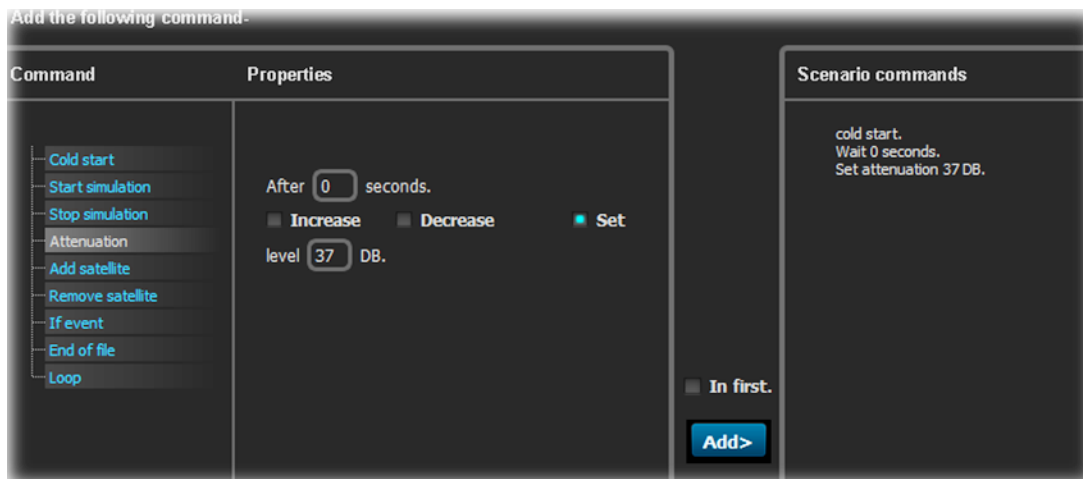 Add the following command-
Command
Properties
Scenario commands
Cold start
Start simulation
Stop simulation
Attenuation
Add satellite
Remove satellite
If event
End of file
Loop
After 0 seconds.
Increase Decrease Set
level 37 DB.
In first.
Add>
cold start.
Wait 0 seconds.
Set attenuation 37 DB.